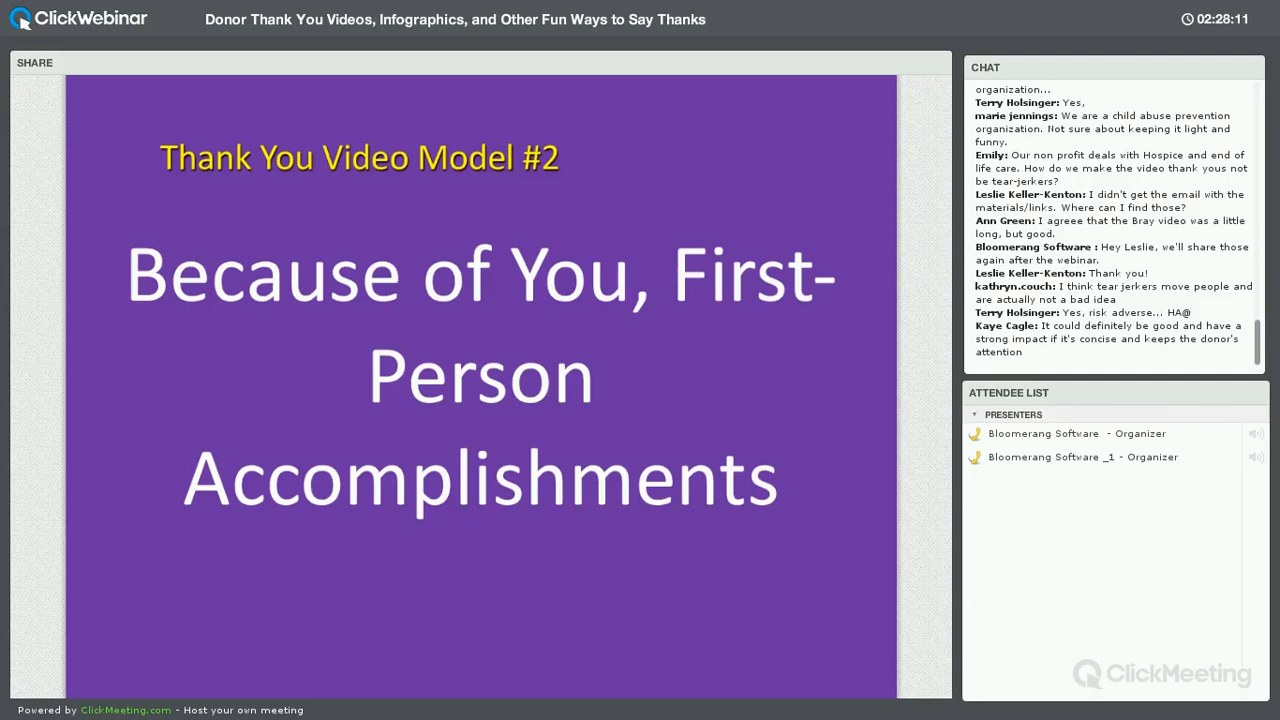 ClickWebinar
Donor Thank You Videos, Infographics, and Other Fun Ways to Say Thanks
02:28:11
SHARE
Thank You Video Model #2
Because of You, First-
Person
Accomplishments
CHAT
organization...
Terry Holsinger: Yes,
marie jennings: We are a child abuse prevention
organization. Not sure about keeping it light and
funny.
Emily: Our non profit deals with Hospice and end of
life care. How do we make the video thank yous not
be tear-jerkers?
Leslie Keller-Kenton: I didn't get the email with the
materials/links. Where can I find those?
Ann Green: I agreee that the Bray video was a little
long, but good.
Bloomerang Software : Hey Leslie, we'll share those
again after the webinar.
Leslie Keller-Kenton: Thank you!
kathryn.couch: I think tear jerkers move people and
are actually not a bad idea
Terry Holsinger: Yes, risk adverse... HA@
Kaye Cagle: It could definitely be good and have a
strong impact if it's concise and keeps the donor's
attention
ATTENDEE LIST
PRESENTERS
Bloomerang Software - Organizer
Bloomerang Software _1 - Organizer
ClickMeeting
Powered by ClickMeeting.com - Host your own meeting